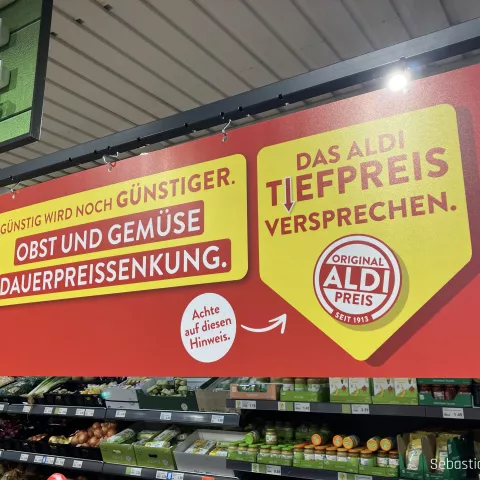 GÜNSTIG WIRD NOCH GÜNSTIGER.
OBST UND GEMÜSE
DAUERPREISSENKUNG.
DAS ALDI
TIEFPREIS
VERSPRECHEN.
ORIGINAL
ALDI
PREIS
SEIT 1913
Achte
auf diesen
Hinweis.